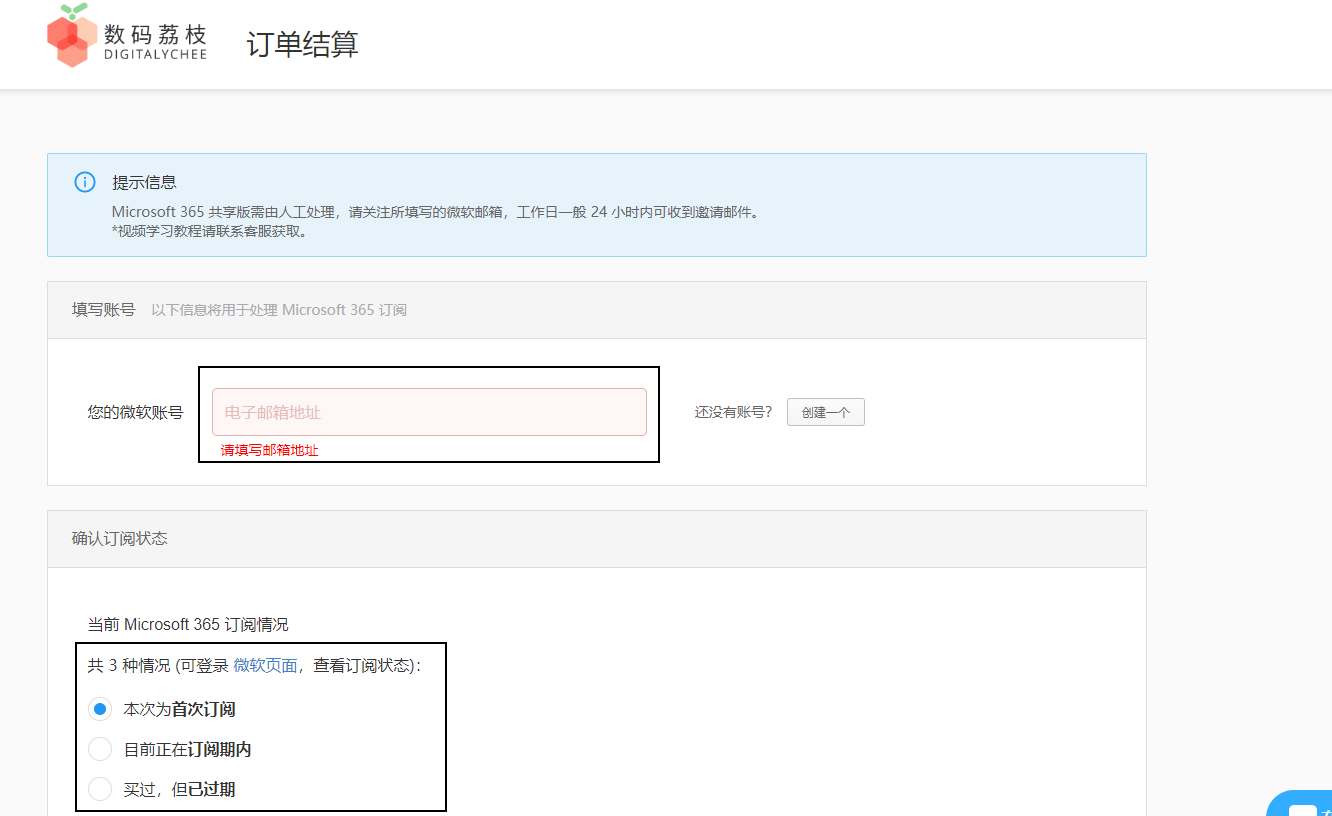 数码荔枝
DIGITALYCHEE
订单结算
提示信息
Microsoft 365 共享版需由人工处理，请关注所填写的微软邮箱，工作日一般 24 小时内可收到邀请邮件。
*视频学习教程请联系客服获取。
填写账号 以下信息将用于处理 Microsoft 365 订阅
您的微软账号 电子邮箱地址 还没有账号？ 创建一个
请填写邮箱地址
确认订阅状态
当前 Microsoft 365 订阅情况
共 3 种情况 (可登录 微软页面，查看订阅状态)：
本次为首次订阅
目前正在订阅期内
买过，但已过期